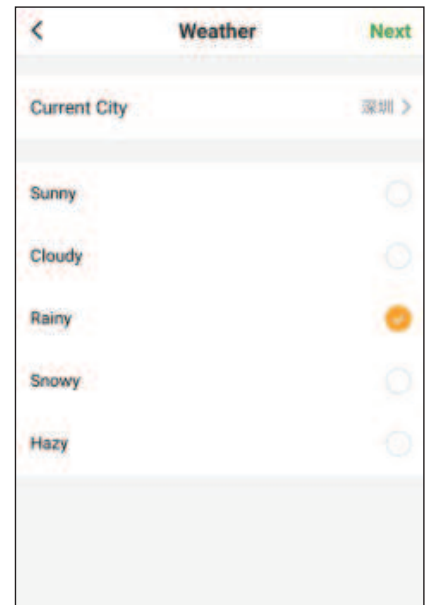 Weather Next
Current City 深圳
Sunny
Cloudy
Rainy
Snowy
Hazy